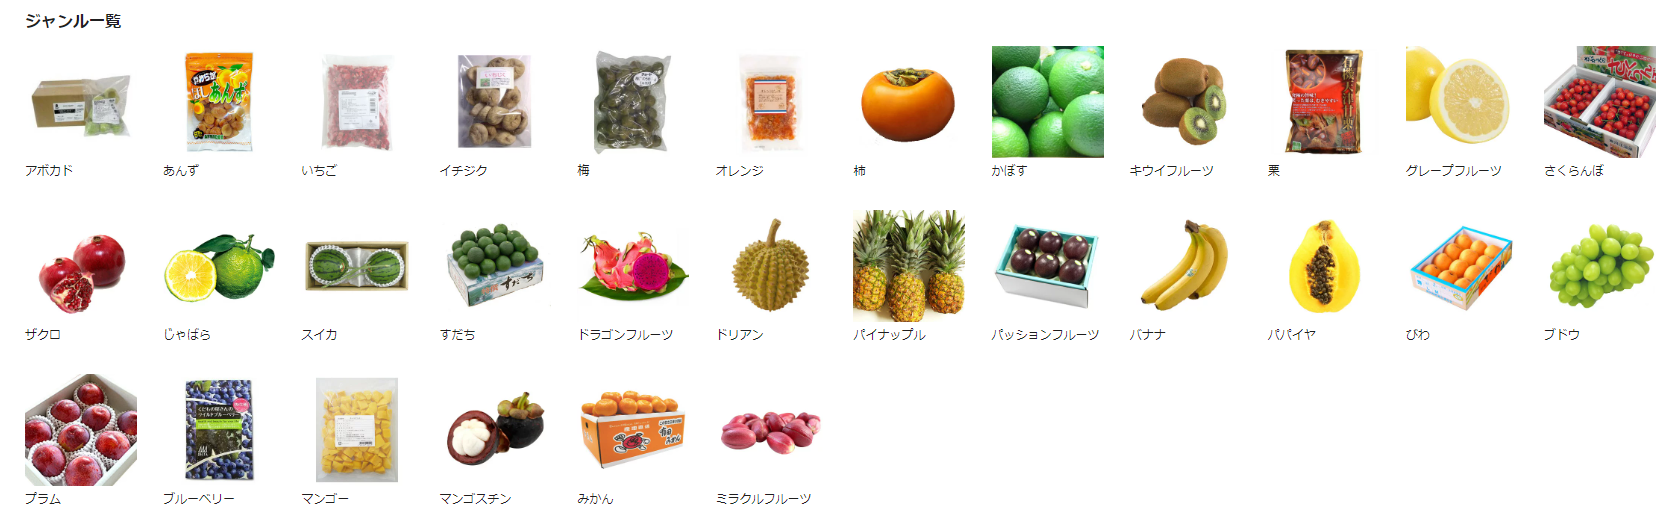 ジャンル一覧
アボカド
あんず
いちご
イチジク
梅
オレンジ
柿
かぼす
キウイフルーツ
栗
グレープフルーツ
さくらんぼ
ザクロ
じゃばら
スイカ
すだち
ドラゴンフルーツ
ドリアン
パイナップル
パッションフルーツ
バナナ
パパイヤ
びわ
ブドウ
プラム
ブルーベリー
マンゴー
マンゴスチン
みかん
ミラクルフルーツ